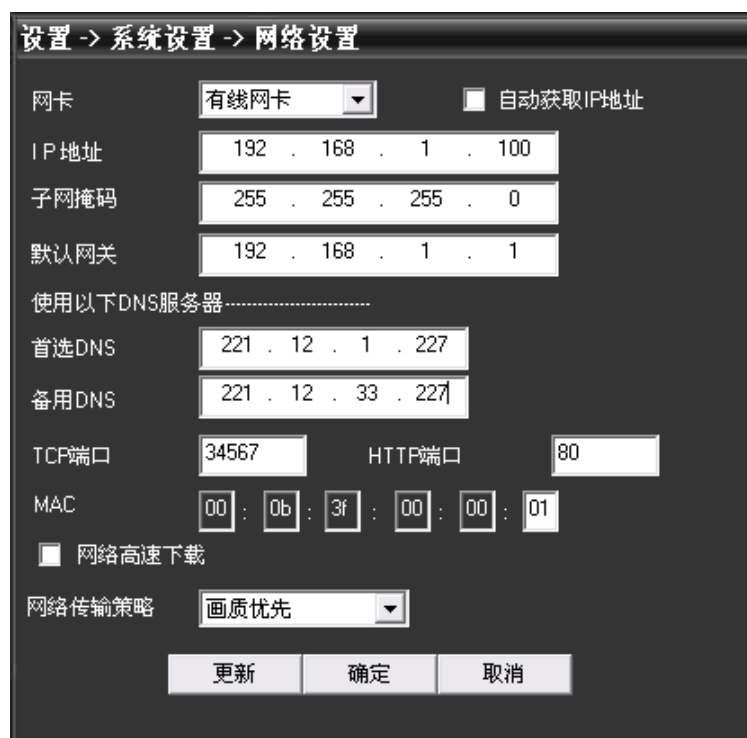 设置 -> 系统设置 -> 网络设置
网卡 有线网卡 自动获取IP地址
IP地址 192 . 168 . 1 . 100
子网掩码 255 . 255 . 255 . 0
默认网关 192 . 168 . 1 . 1
使用以下DNS服务器--------------------------
首选DNS 221 . 12 . 1 . 227
备用DNS 221 . 12 . 33 . 227
TCP端口 34567 HTTP端口 80
MAC 00 : 0b : 3f : 00 : 00 : 01
网络高速下载
网络传输策略 画质优先
更新 确定 取消